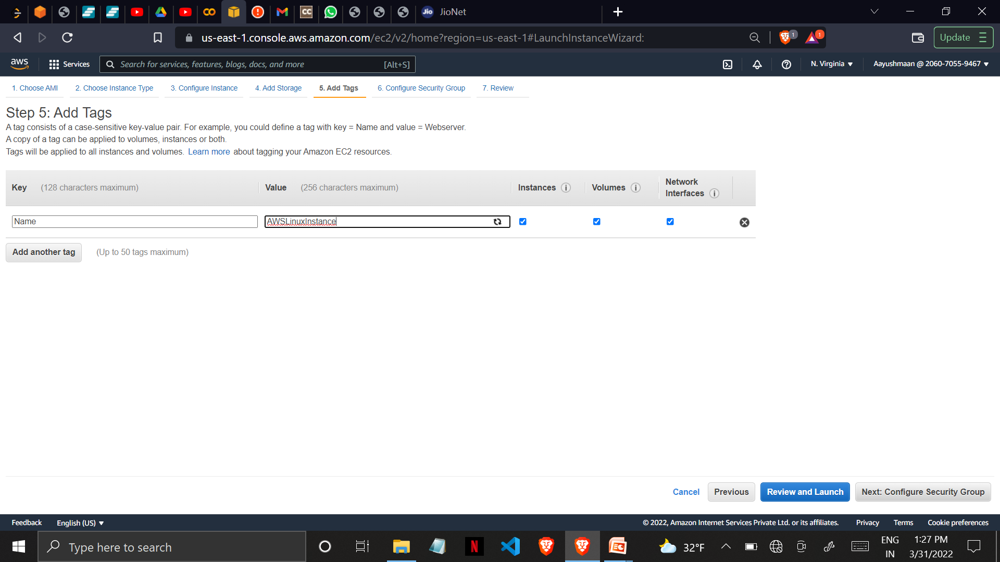 JioNet
us-east-1.console.aws.amazon.com/ec2/v2/home?region=us-east-1#LaunchInstanceWizard:
1
1
Update
aws
Services
Search for services, features, blogs, docs, and more
[Alt+S]
N. Virginia
Aayushmaan @ 2060-7055-9467
1. Choose AMI
2. Choose Instance Type
3. Configure Instance
4. Add Storage
5. Add Tags
6. Configure Security Group
7. Review
Step 5: Add Tags
A tag consists of a case-sensitive key-value pair. For example, you could define a tag with key = Name and value = Webserver.
A copy of a tag can be applied to volumes, instances or both.
Tags will be applied to all instances and volumes. Learn more about tagging your Amazon EC2 resources.
Key (128 characters maximum)
Value (256 characters maximum)
Instances
Volumes
Network
Interfaces
Name
AWSLinuxInstance
Add another tag
(Up to 50 tags maximum)
Cancel
Previous
Review and Launch
Next: Configure Security Group
Feedback
English (US)
© 2022, Amazon Internet Services Private Ltd. or its affiliates.
Privacy
Terms
Cookie preferences
Type here to search
32°F
ENG
IN
1:27 PM
3/31/2022